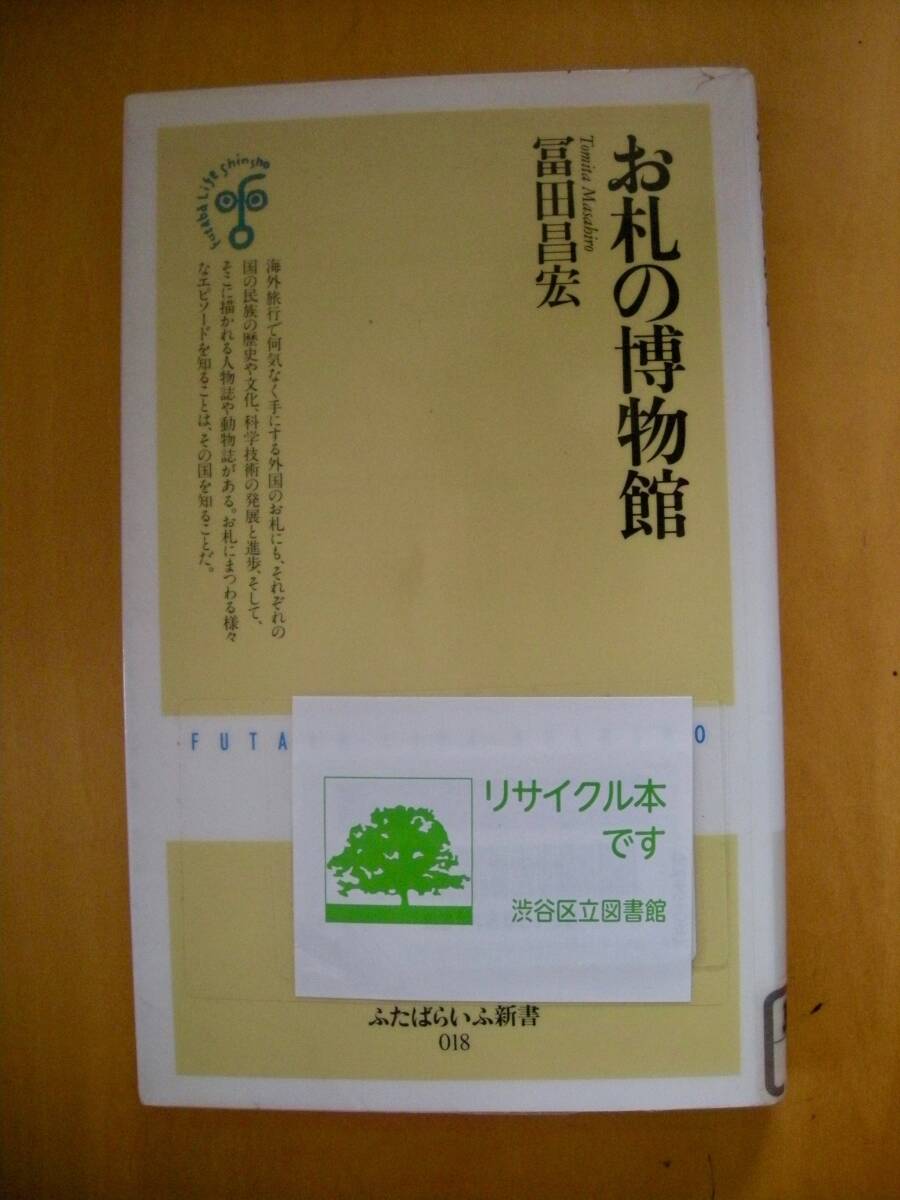 お札の博物館
Tomita Masahiro
冨田昌宏
Futaba Life Shinsho
海外旅行で何気なく手にする外国のお札にも、それぞれの
国の民族の歴史や文化、科学技術の発展と進歩、そして、
そこに描かれる人物誌や動物誌がある。お札にまつわる様々
なエピソードを知ることは、その国を知ることだ。
FUTA
O
リサイクル本
です
渋谷区立図書館
ふたばらいふ新書
018